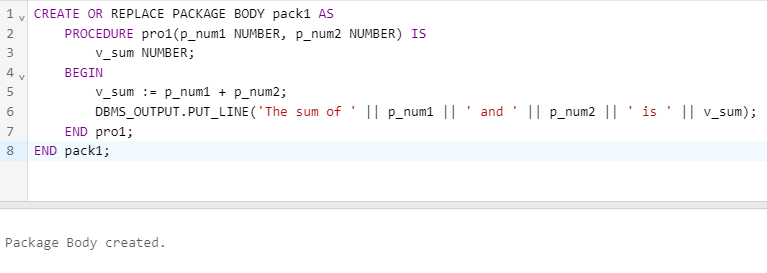 1 CREATE OR REPLACE PACKAGE BODY pack1 AS
2     PROCEDURE pro1(p_num1 NUMBER, p_num2 NUMBER) IS
3         v_sum NUMBER;
4     BEGIN
5         v_sum := p_num1 + p_num2;
6         DBMS_OUTPUT.PUT_LINE('The sum of ' || p_num1 || ' and ' || p_num2 || ' is ' || v_sum);
7     END pro1;
8 END pack1;
Package Body created.